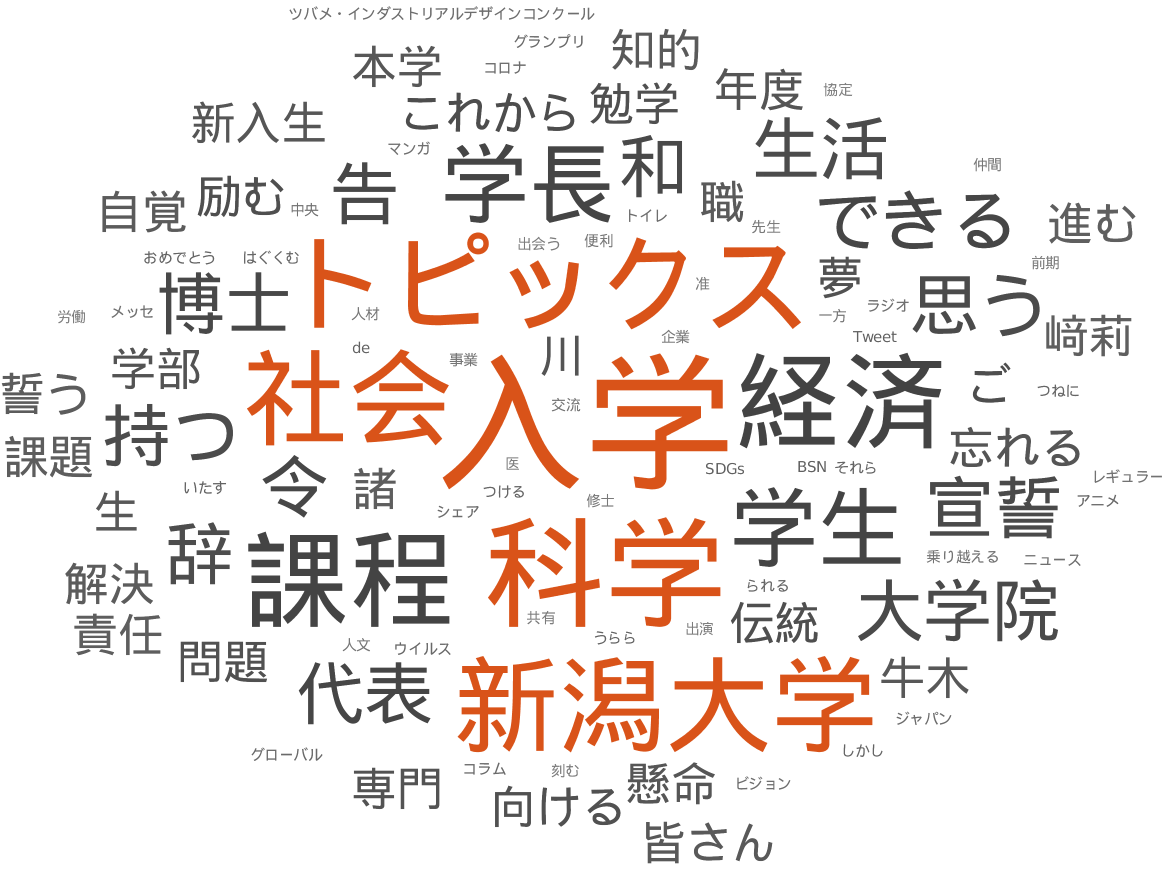 ツバメ・インダストリアルデザインコンクール
グランプリ
知的
本学
コロナ
年度
協定
これから
勉学
新入生
生活
マンガ
学長
和
仲間
励む
告
職
できる
自覚
中央
トイレ
先生
進む
おめでとう
はぐくむ
トピックス
出会う
便利
夢
前期
博士
准
思う
労働
メッセ
人材
一方
ラジオ
﨑莉
学部
de
事業
川
企業
Tweet
誓う
社会
入学
経済
ご
つねに
持つ
交流
課題
忘れる
令
諸
医
SDGs
BSN
それら
レギュラー
生
いたす
つける
修士
学生
宣誓
アニメ
シェア
辞
課程
科学
乗り越える
ニュース
解決
られる
大学院
責任
共有
出演
伝統
問題
人文
ウイルス
うらら
代表
新潟大学
牛木
ジャパン
グローバル
しかし
専門
コラム
刻む
懸命
ビジョン
向ける
皆さん